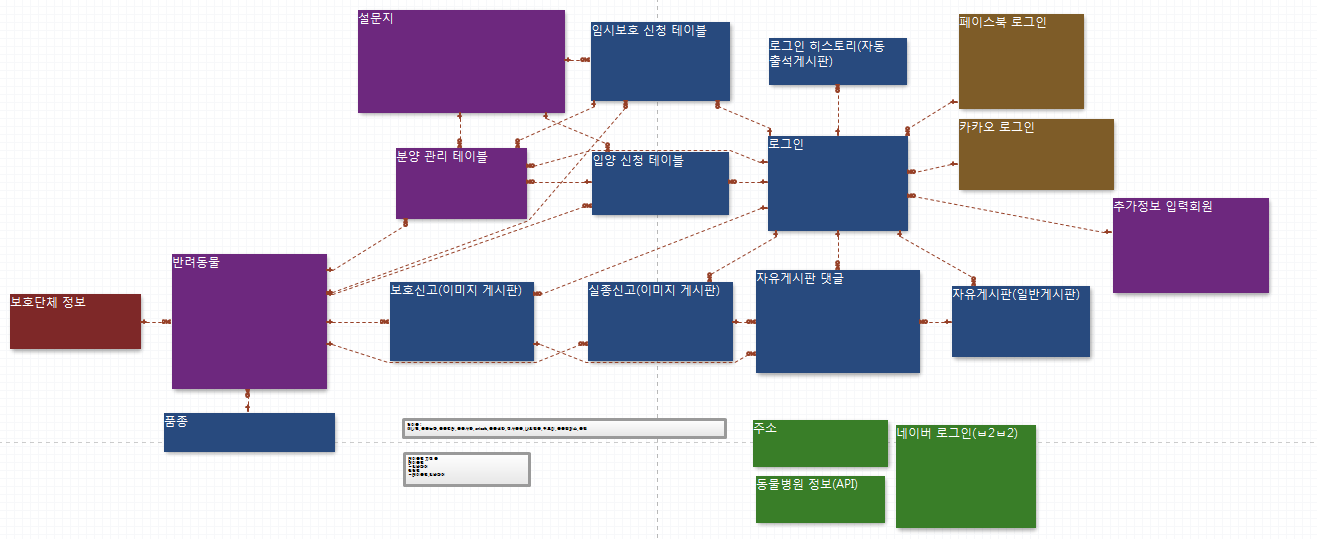 설문지
임시보호 신청 테이블
로그인 히스토리(자동
출석게시판)
페이스북 로그인
카카오 로그인
분양 관리 테이블
입양 신청 테이블
로그인
추가정보 입력회원
반려동물
보호단체 정보
보호신고(이미지 게시판)
실종신고(이미지 게시판)
자유게시판 댓글
자유게시판(일반게시판)
품종
주소
네이버 로그인(ㅂ2ㅂ2)
동물병원 정보(API)